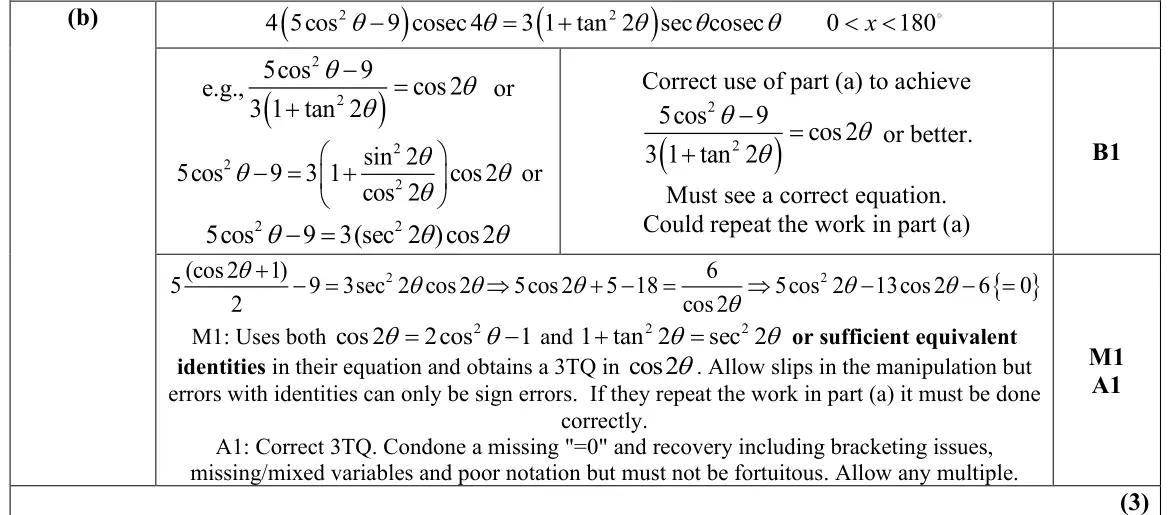 (b)
4(5cos²θ − 9)cosec 4θ = 3(1 + tan² 2θ)secθcosecθ 0 < x < 180°
e.g., (5cos²θ − 9)/(3(1 + tan² 2θ)) = cos 2θ or
5cos²θ − 9 = 3(1 + sin² 2θ/cos² 2θ)cos 2θ or
5cos²θ − 9 = 3(sec² 2θ)cos 2θ
Correct use of part (a) to achieve
(5cos²θ − 9)/(3(1 + tan² 2θ)) = cos 2θ or better.
Must see a correct equation.
Could repeat the work in part (a)
B1
5(cos 2θ + 1)/2 − 9 = 3sec² 2θ cos 2θ ⇒ 5cos 2θ + 5 − 18 = 6/cos 2θ ⇒ 5cos² 2θ − 13cos 2θ − 6{= 0}
M1: Uses both cos 2θ = 2cos²θ − 1 and 1 + tan² 2θ = sec² 2θ or sufficient equivalent
identities in their equation and obtains a 3TQ in cos 2θ. Allow slips in the manipulation but
errors with identities can only be sign errors. If they repeat the work in part (a) it must be done
correctly.
A1: Correct 3TQ. Condone a missing "=0" and recovery including bracketing issues,
missing/mixed variables and poor notation but must not be fortuitous. Allow any multiple.
M1
A1
(3)